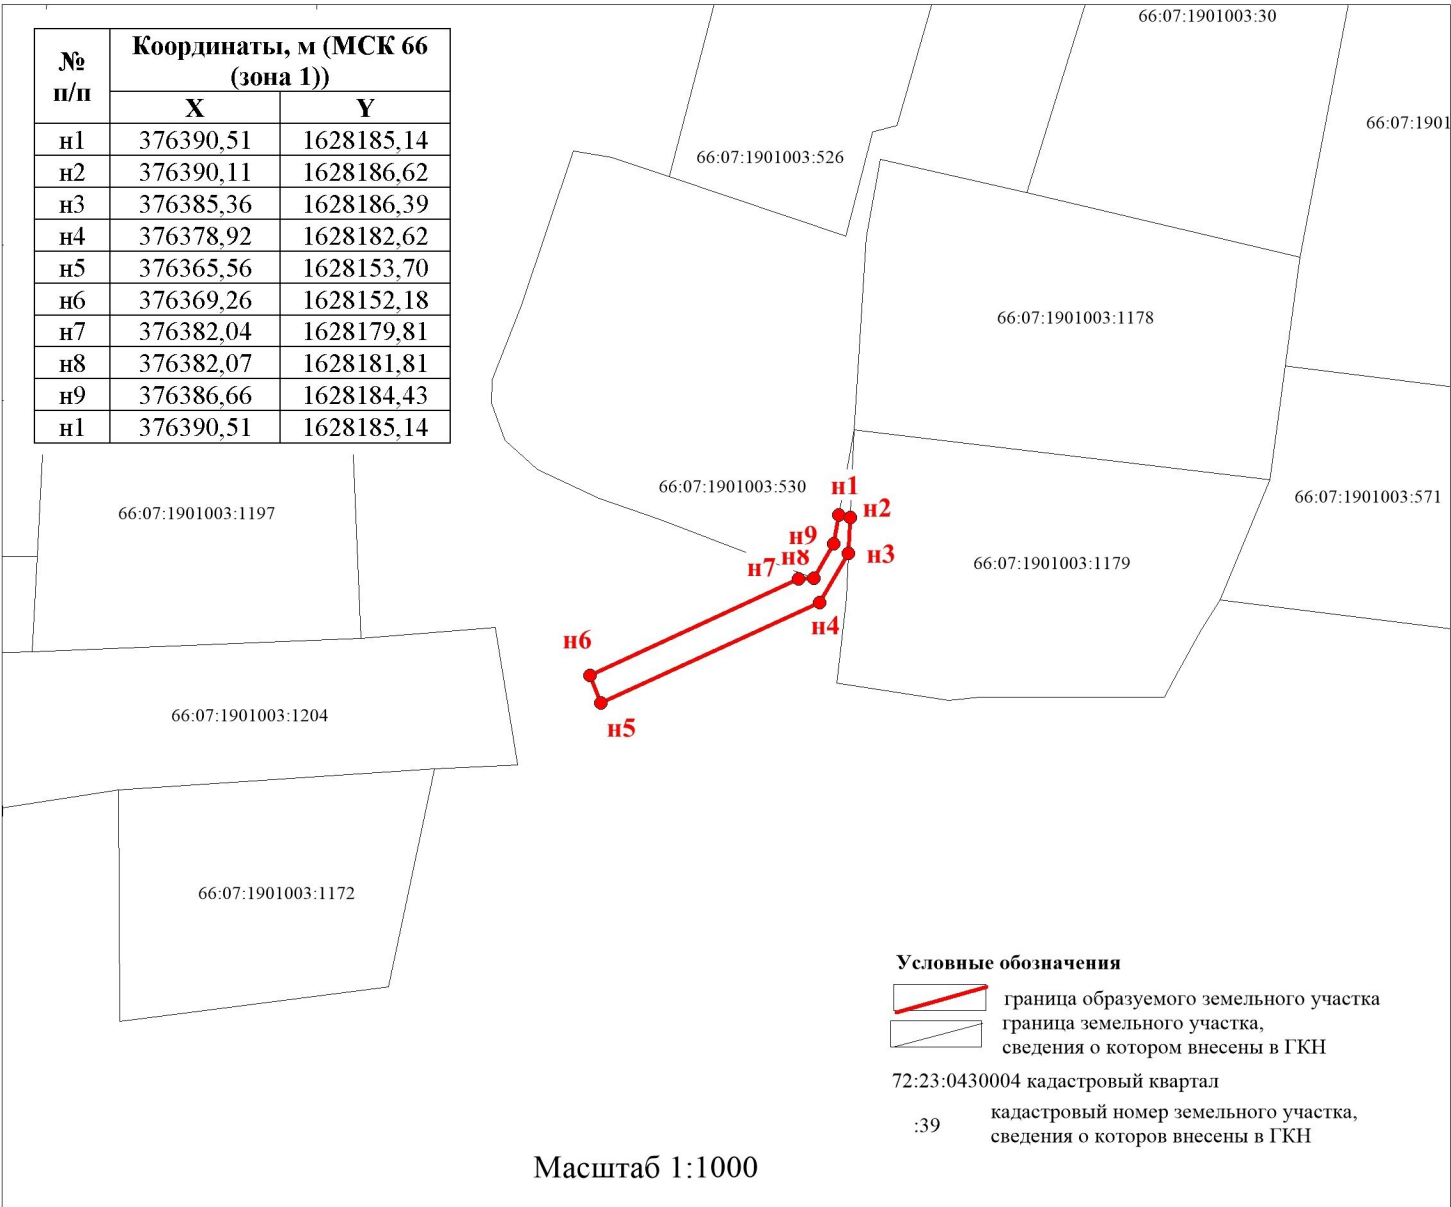 №
п/п
Координаты, м (МСК 66
(зона 1))
X Y
н1 376390,51 1628185,14
н2 376390,11 1628186,62
н3 376385,36 1628186,39
н4 376378,92 1628182,62
н5 376365,56 1628153,70
н6 376369,26 1628152,18
н7 376382,04 1628179,81
н8 376382,07 1628181,81
н9 376386,66 1628184,43
н1 376390,51 1628185,14
66:07:1901003:30
66:07:1901
66:07:1901003:526
66:07:1901003:1178
66:07:1901003:530
66:07:1901003:571
66:07:1901003:1197
66:07:1901003:1179
н1
н2
н9
н3
н8
н7
н4
н6
н5
66:07:1901003:1204
66:07:1901003:1172
Условные обозначения
граница образуемого земельного участка
граница земельного участка,
сведения о котором внесены в ГКН
72:23:0430004 кадастровый квартал
:39
кадастровый номер земельного участка,
сведения о которов внесены в ГКН
Масштаб 1:1000